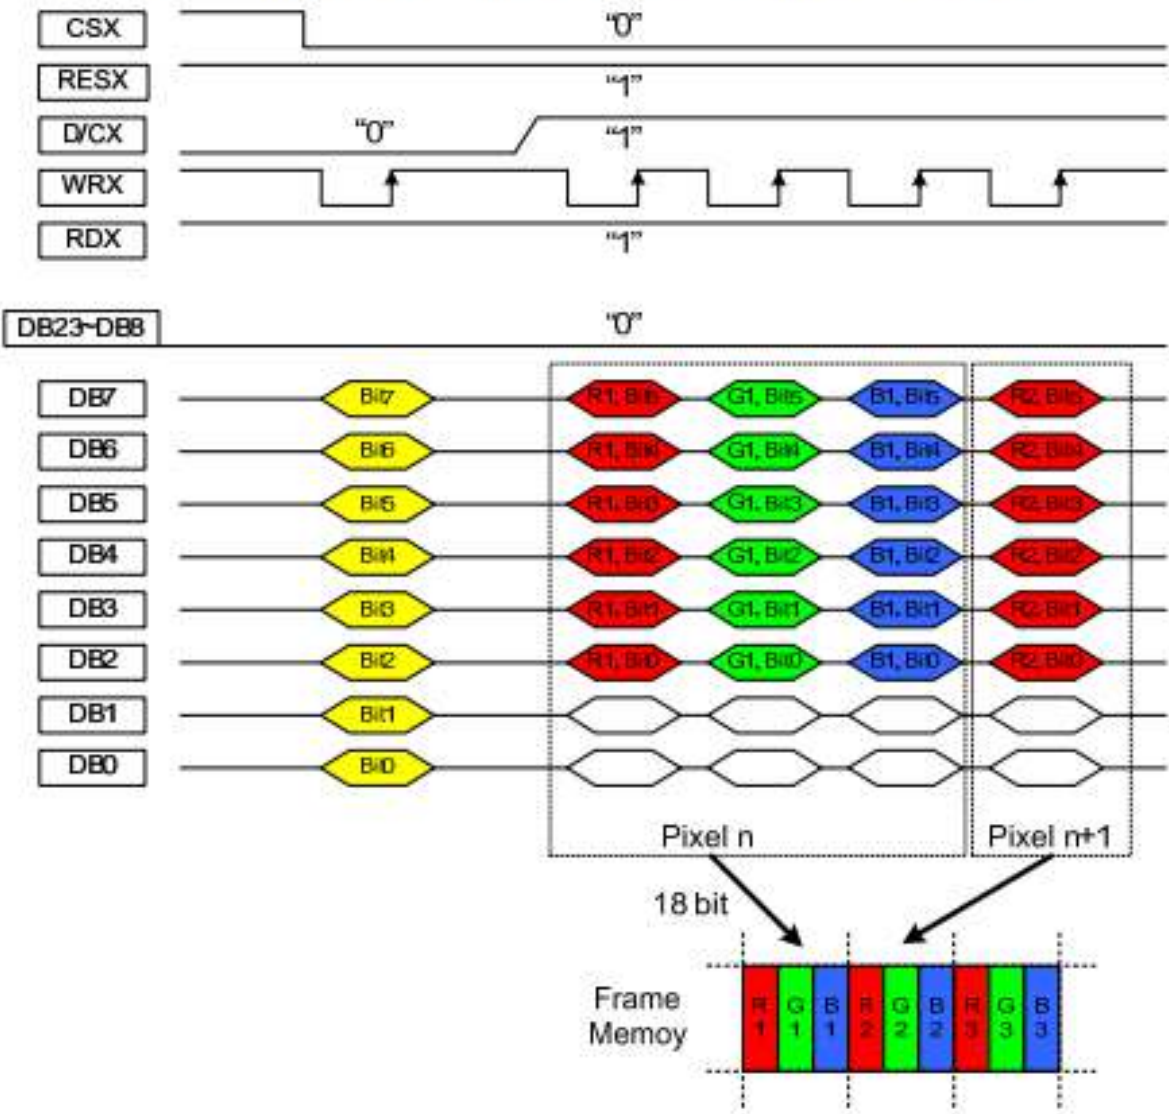 CSX "0"
RESX "1"
D/CX "0" "1"
WRX
RDX "1"
DB23~DB8 "0"
DB7 Bit7 R1, Bit5 G1, Bit5 B1, Bit5 R2, Bit5
DB6 Bit6 R1, Bit4 G1, Bit4 B1, Bit4 R2, Bit4
DB5 Bit5 R1, Bit3 G1, Bit3 B1, Bit3 R2, Bit3
DB4 Bit4 R1, Bit2 G1, Bit2 B1, Bit2 R2, Bit2
DB3 Bit3 R1, Bit1 G1, Bit1 B1, Bit1 R2, Bit1
DB2 Bit2 R1, Bit0 G1, Bit0 B1, Bit0 R2, Bit0
DB1 Bit1
DB0 Bit0
Pixel n Pixel n+1
18 bit
Frame
Memoy
R G B R G B R G B
1 1 1 2 2 2 3 3 3